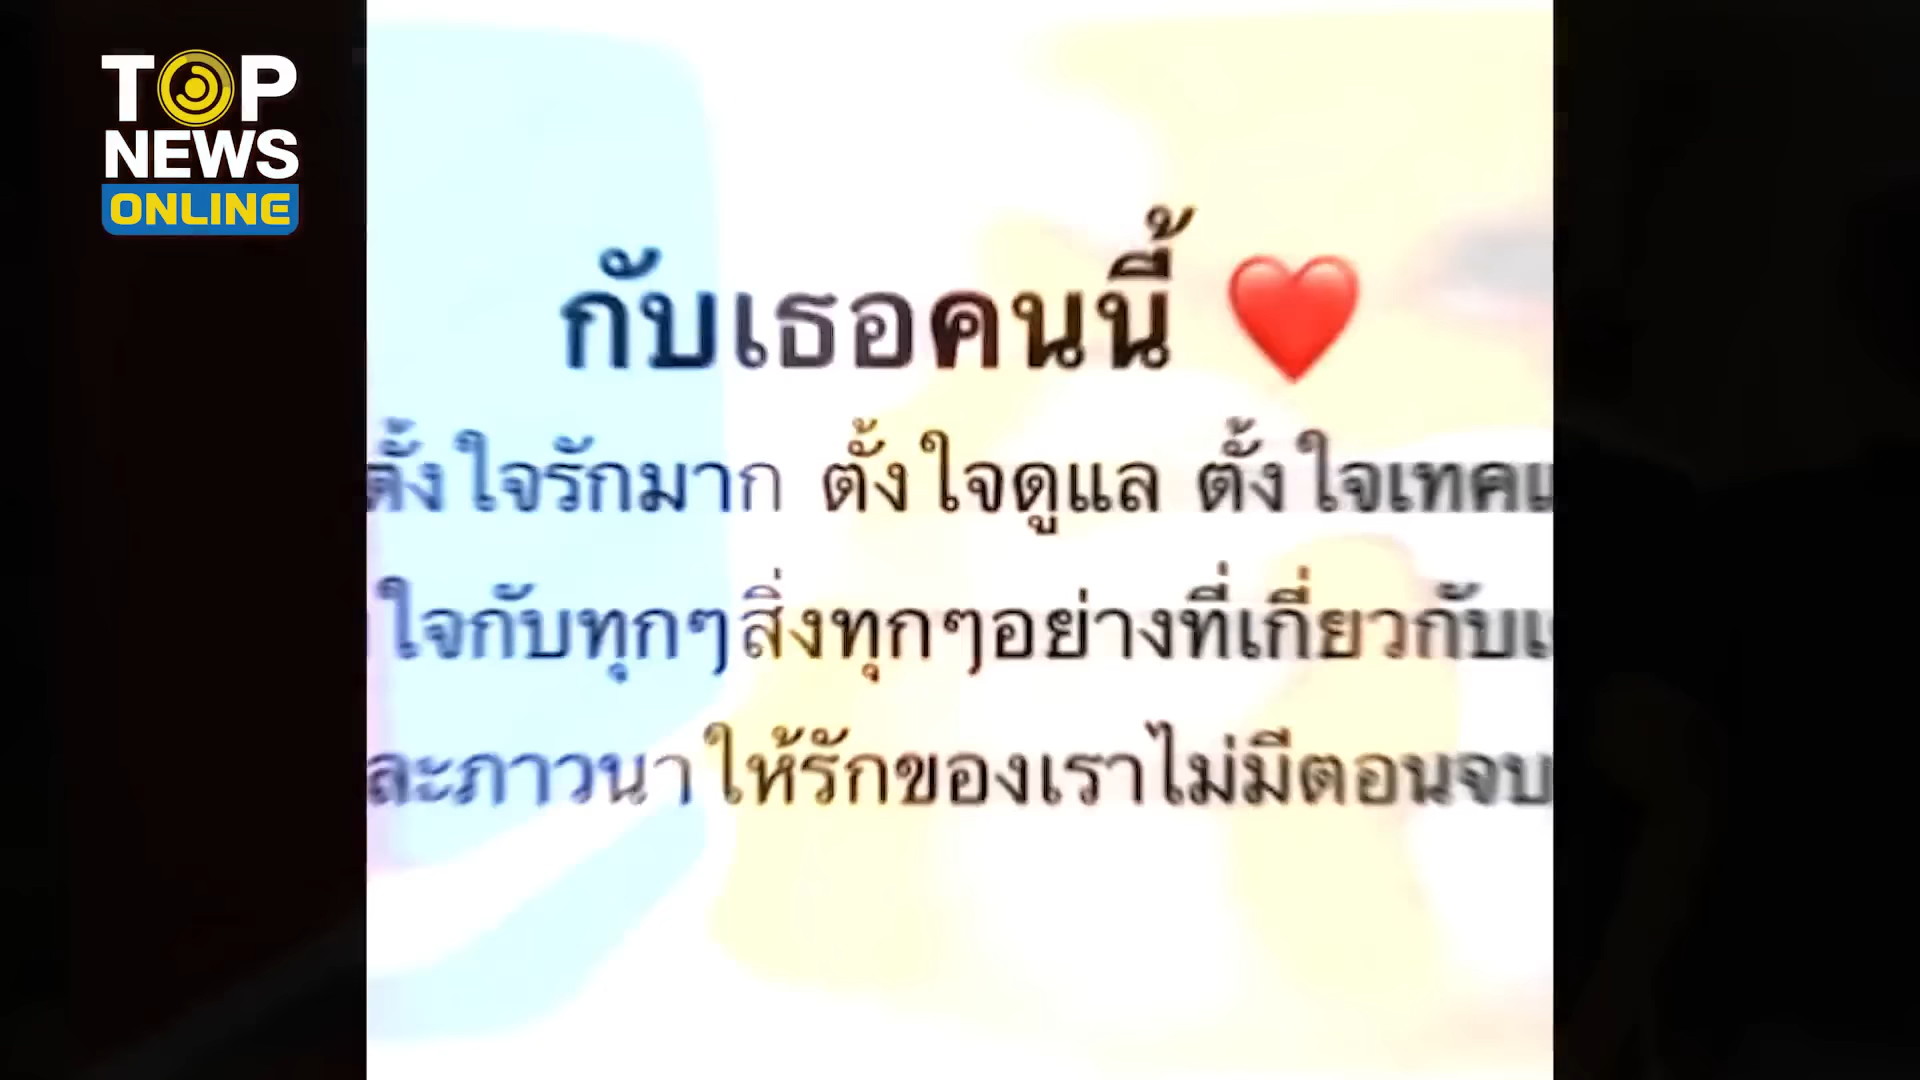 TOP
NEWS
ONLINE
กับเธอคนนี้ ❤️
ตั้งใจรักมาก ตั้งใจดูแล ตั้งใจเทคแ
ใจกับทุกๆสิ่งทุกๆอย่างที่เกี่ยวกับเ
ละภาวนาให้รักของเราไม่มีตอนจบ